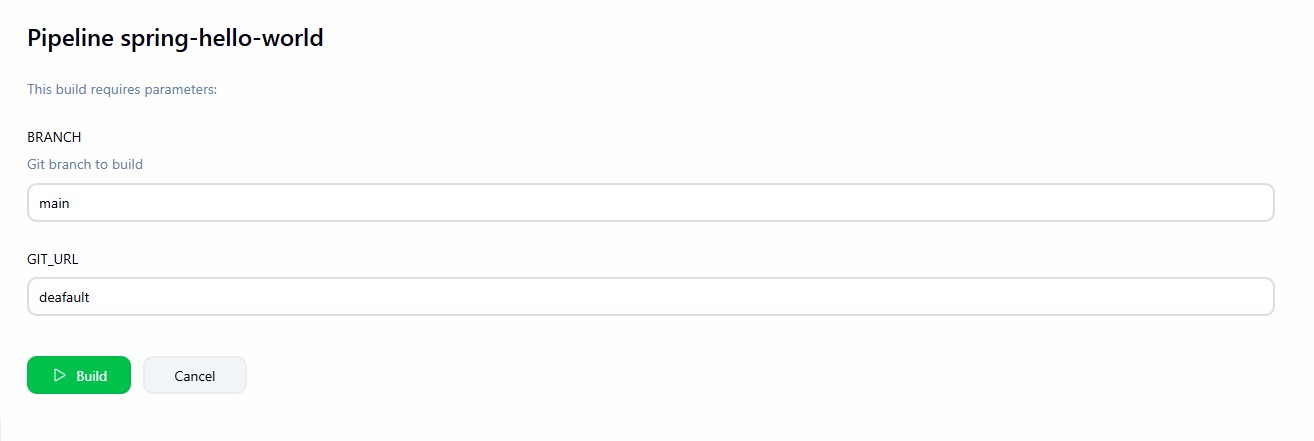 Pipeline spring-hello-world
This build requires parameters:
BRANCH
Git branch to build
main
GIT_URL
deafault
Build
Cancel